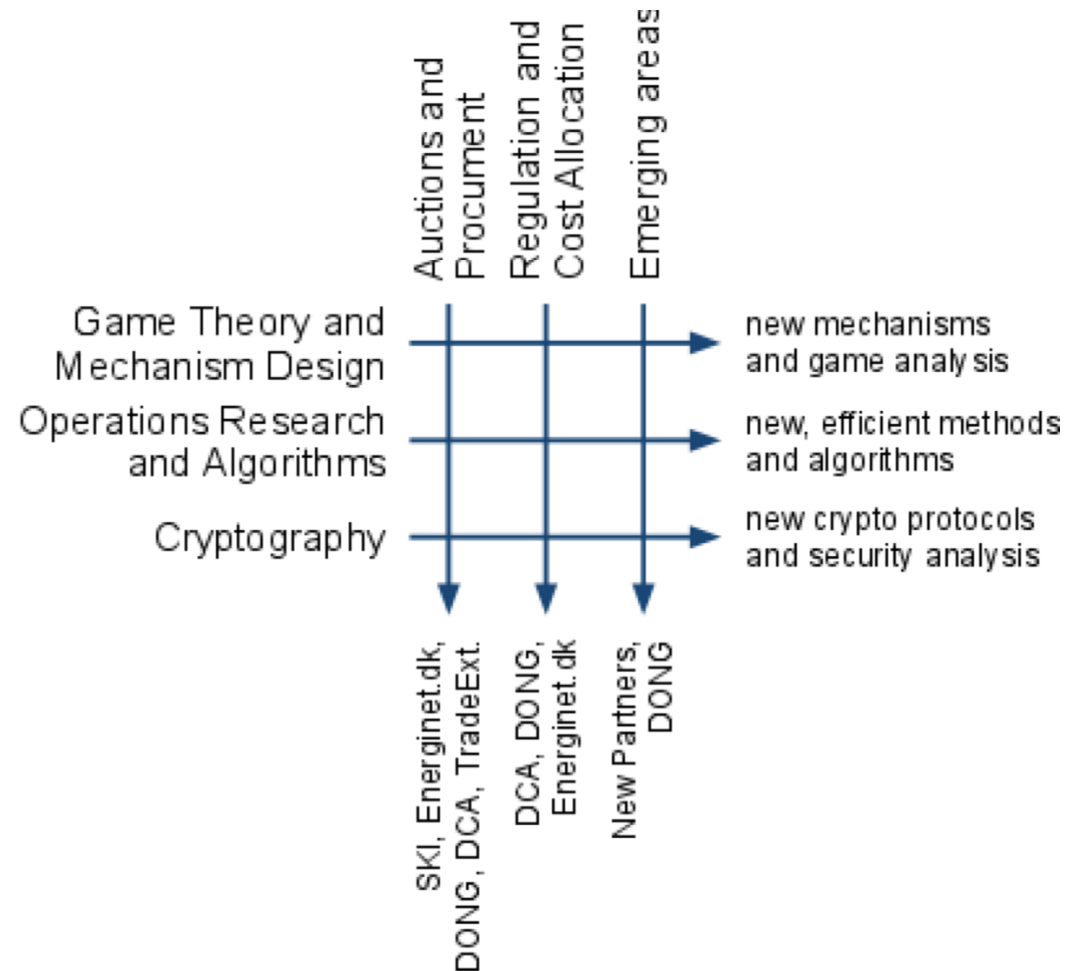 Auctions and
Procument
Regulation and
Cost Allocation
Emerging areas
Game Theory and
Mechanism Design
new mechanisms
and game analysis
Operations Research
and Algorithms
new, efficient methods
and algorithms
Cryptography
new crypto protocols
and security analysis
SKI, Energinet.dk,
DONG, DCA, TradeExt.
DCA, DONG,
Energinet.dk
New Partners,
DONG